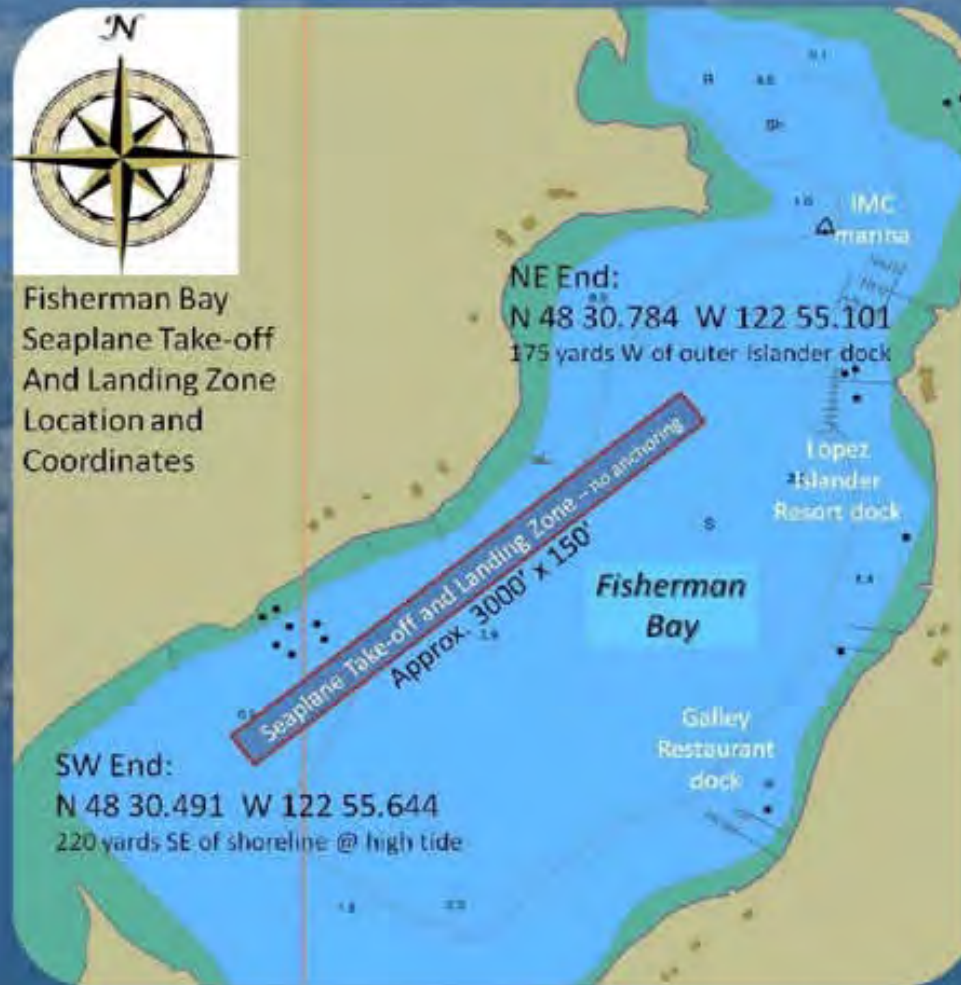 N
Fisherman Bay
Seaplane Take-off
And Landing Zone
Location and
Coordinates
IMC
marina
NE End:
N 48 30.784 W 122 55.101
175 yards W of outer Islander dock
Lopez
Islander
Resort dock
Seaplane Take-off and Landing Zone – no anchoring
Approx. 3000' x 150'
S
Fisherman
Bay
Galley
Restaurant
dock
SW End:
N 48 30.491 W 122 55.644
220 yards SE of shoreline @ high tide